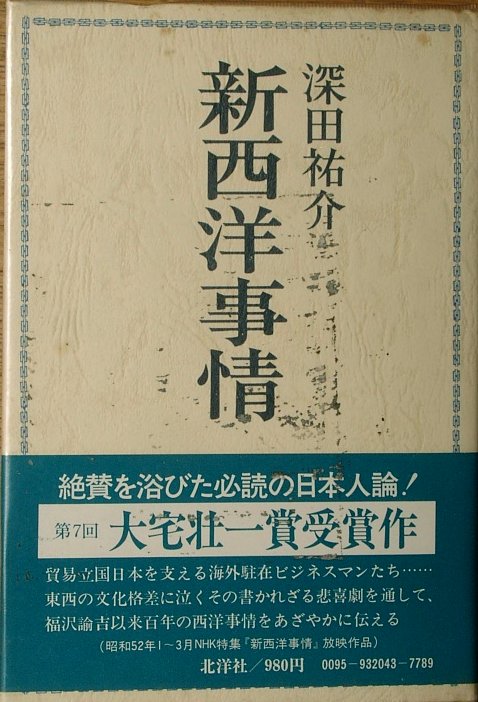 深田祐介
新西洋事情
絶賛を浴びた必読の日本人論!
第7回 大宅壮一賞受賞作
貿易立国日本を支える海外駐在ビジネスマンたち……
東西の文化格差に泣くその書かれざる悲喜劇を通して、
福沢諭吉以来百年の西洋事情をあざやかに伝える
(昭和52年1〜3月NHK特集『新西洋事情』放映作品)
北洋社/980円 0095-932043-7789